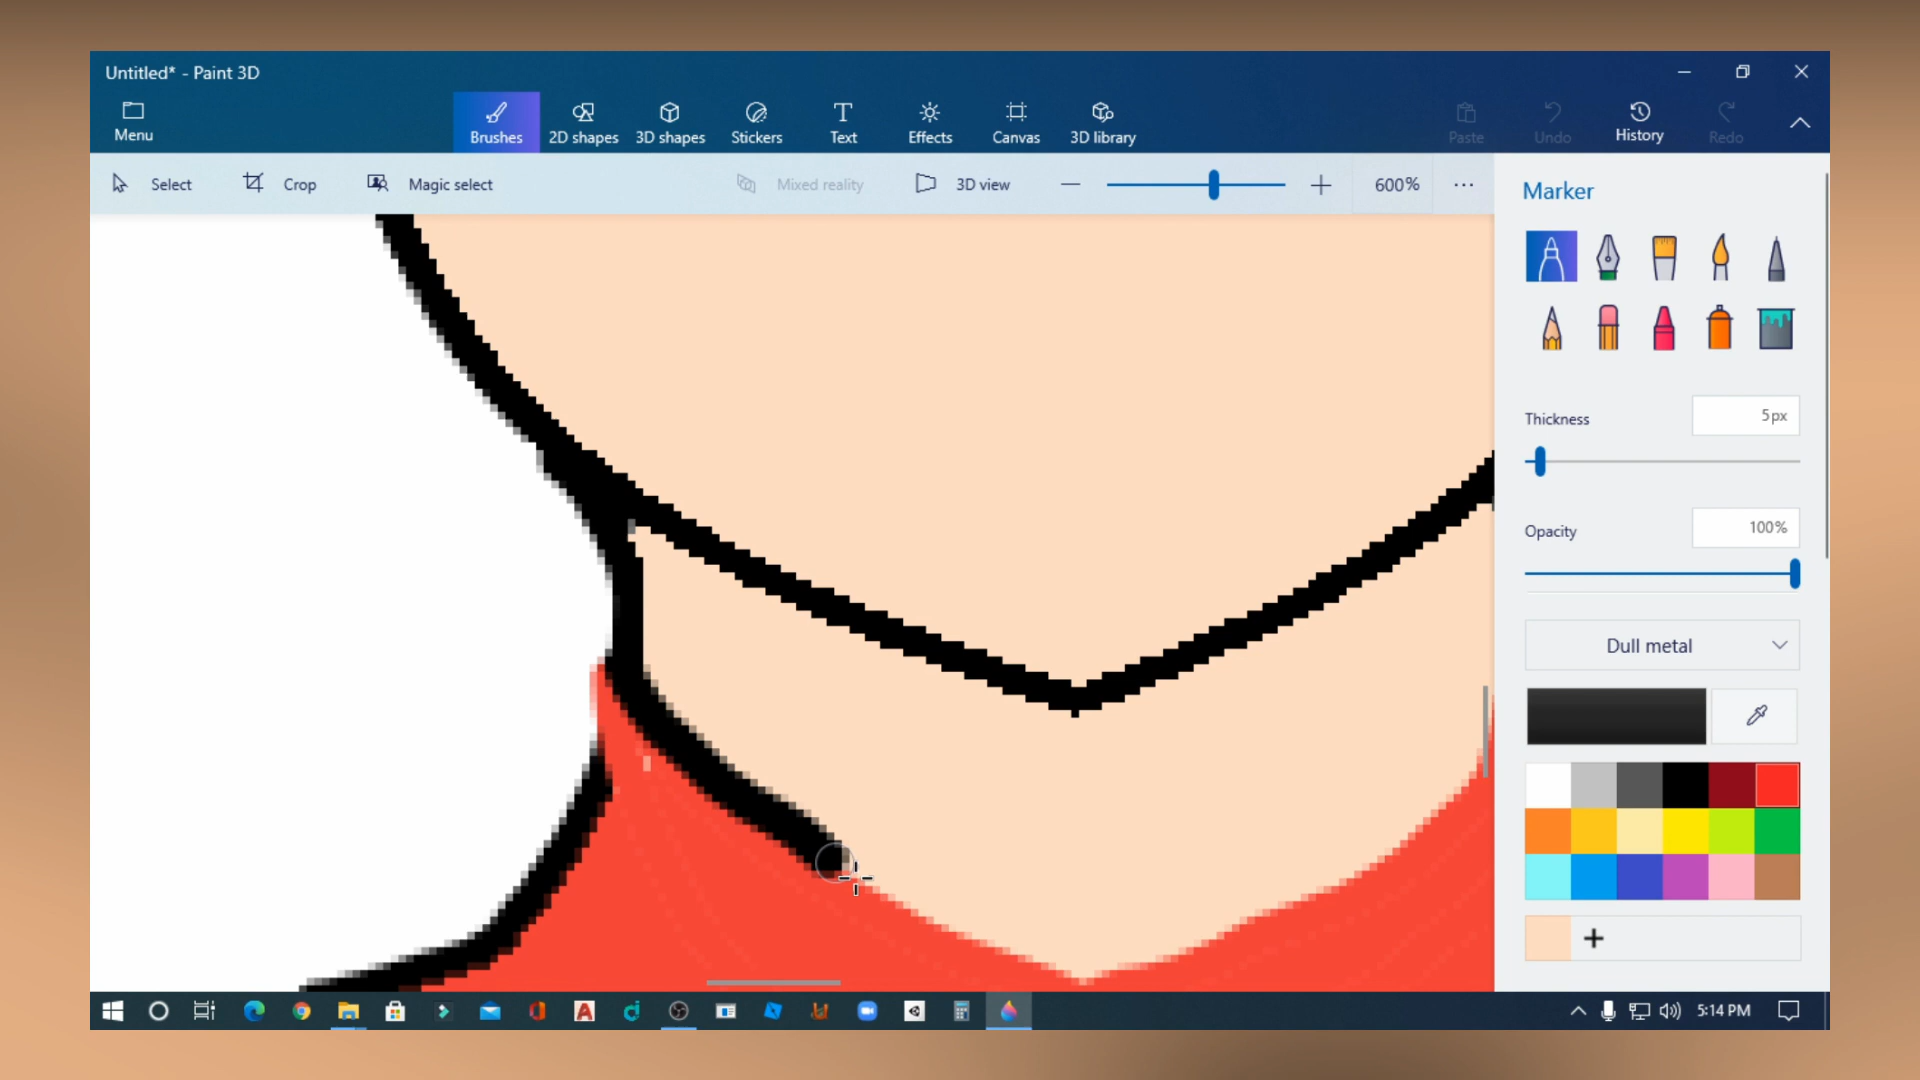 Untitled* - Paint 3D
Menu
Brushes
2D shapes
3D shapes
Stickers
Text
Effects
Canvas
3D library
Paste
Undo
History
Redo
Select
Crop
Magic select
Mixed reality
3D view
600%
Marker
Thickness
5px
Opacity
100%
Dull metal
5:14 PM